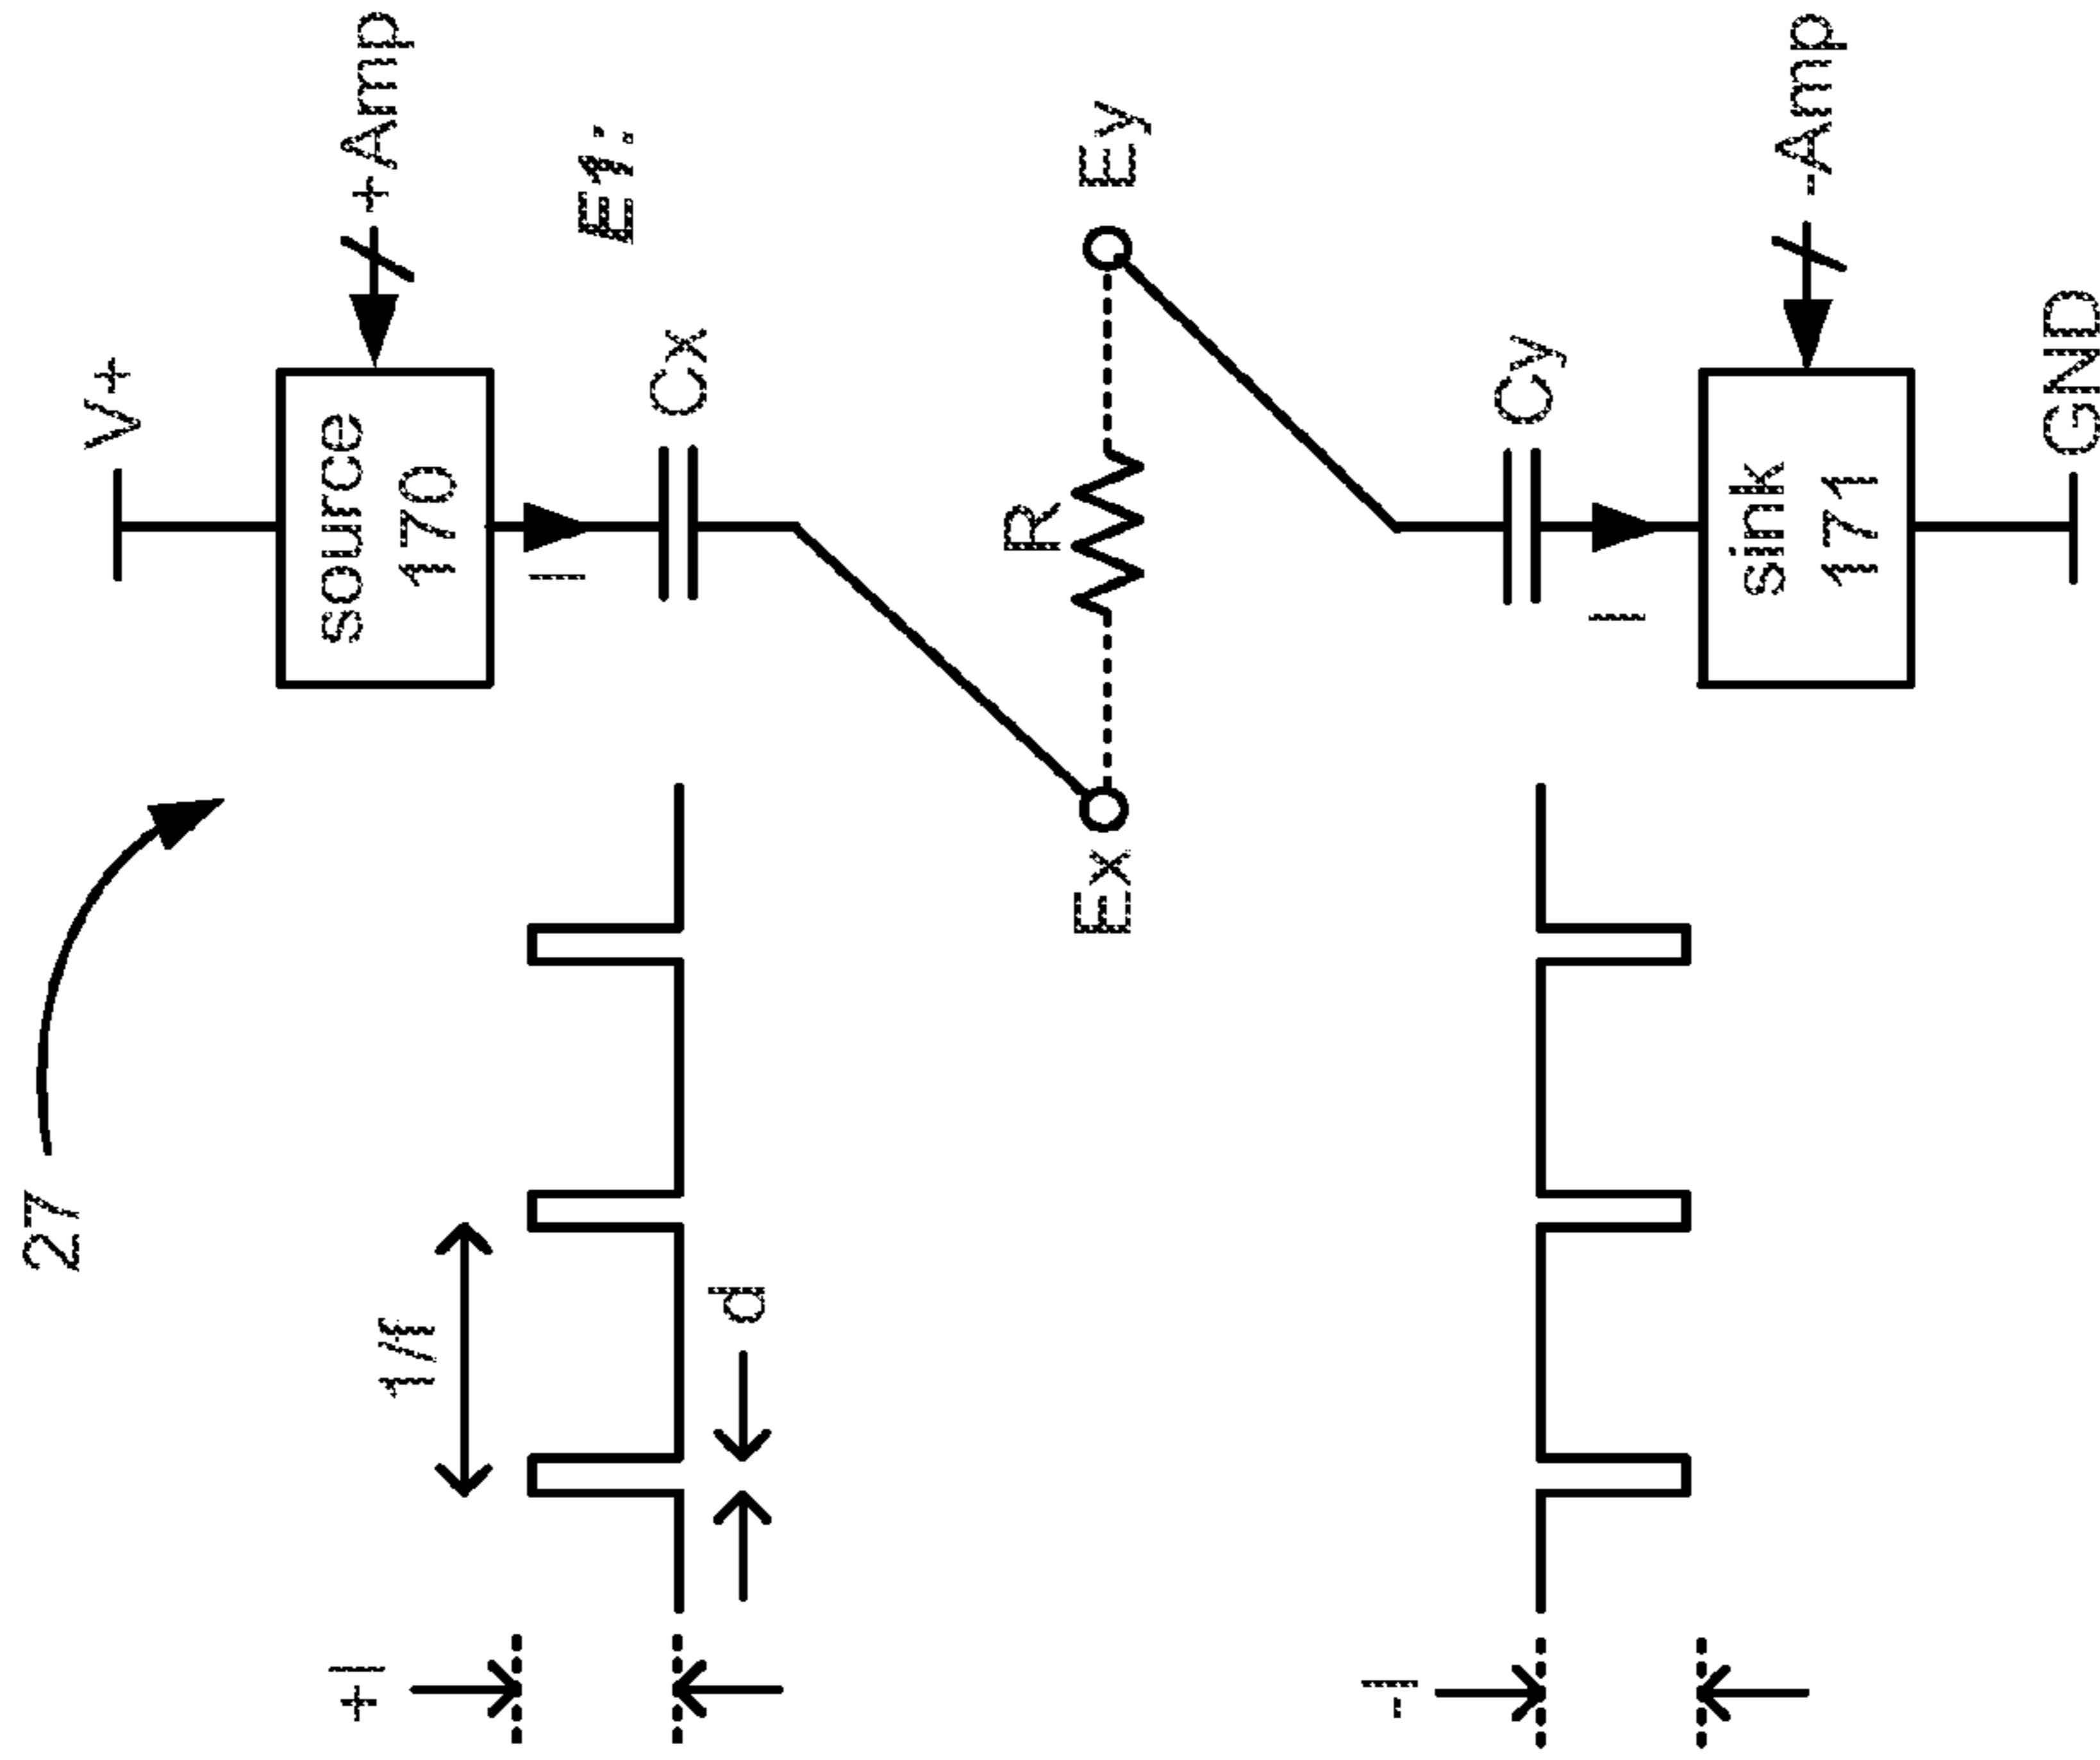 27
V+
source
170
+Amp
I
Cx
E1:
+I
1/f
d
R
Ex
Ey
-I
Cy
I
sink
171
-Amp
GND